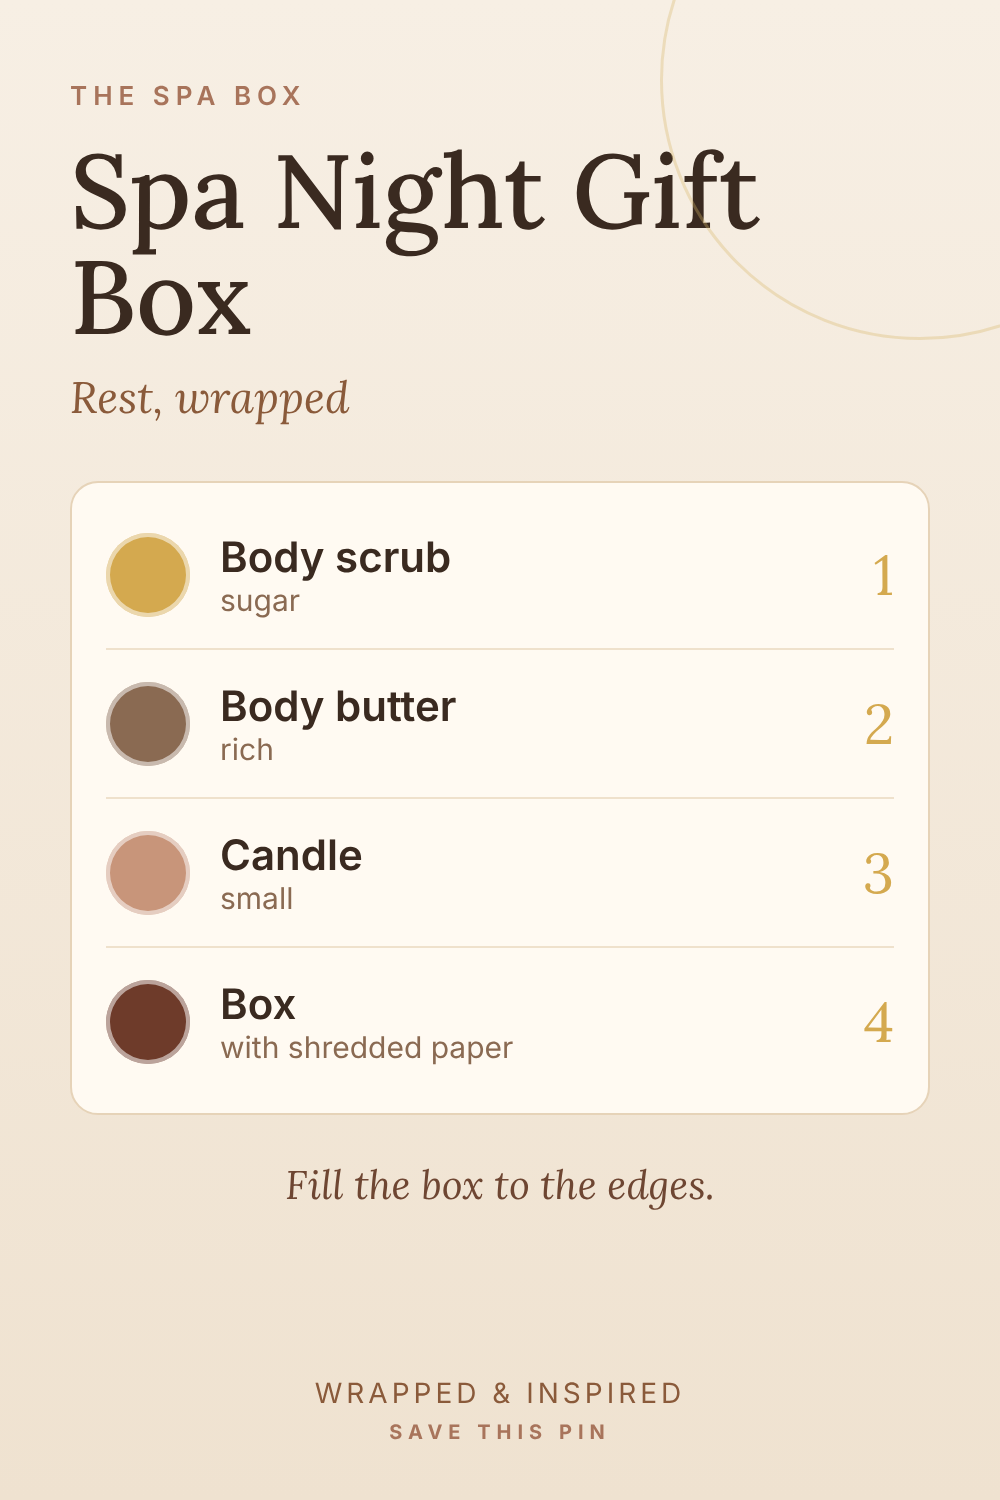 THE SPA BOX
Spa Night Gift
Box
Rest, wrapped
Body scrub
sugar
1
Body butter
rich
2
Candle
small
3
Box
with shredded paper
4
Fill the box to the edges.
WRAPPED & INSPIRED
SAVE THIS PIN